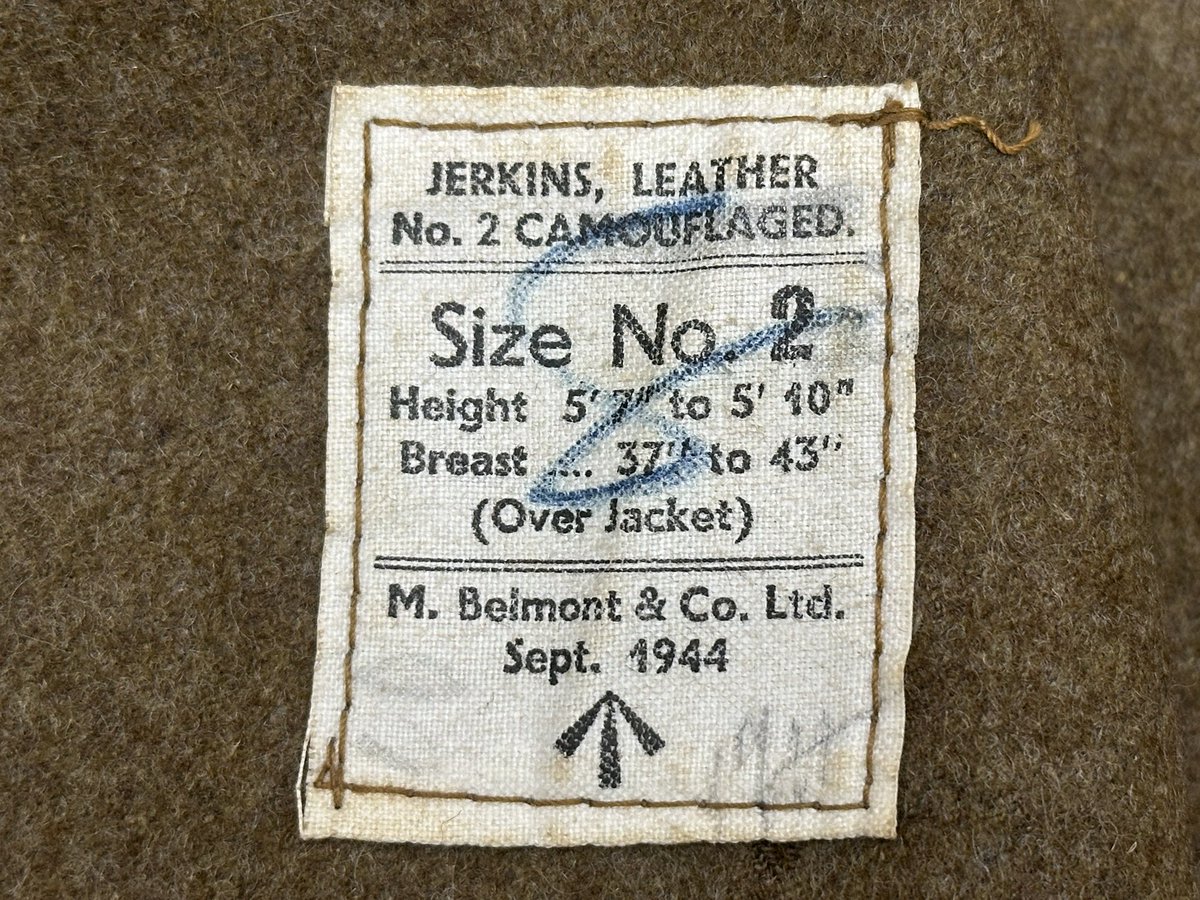 JERKINS, LEATHER
No. 2 CAMOUFLAGED.
Size No. 2
Height 5' 7" to 5' 10"
Breast .... 37" to 43"
(Over Jacket)
M. Belmont & Co. Ltd.
Sept. 1944